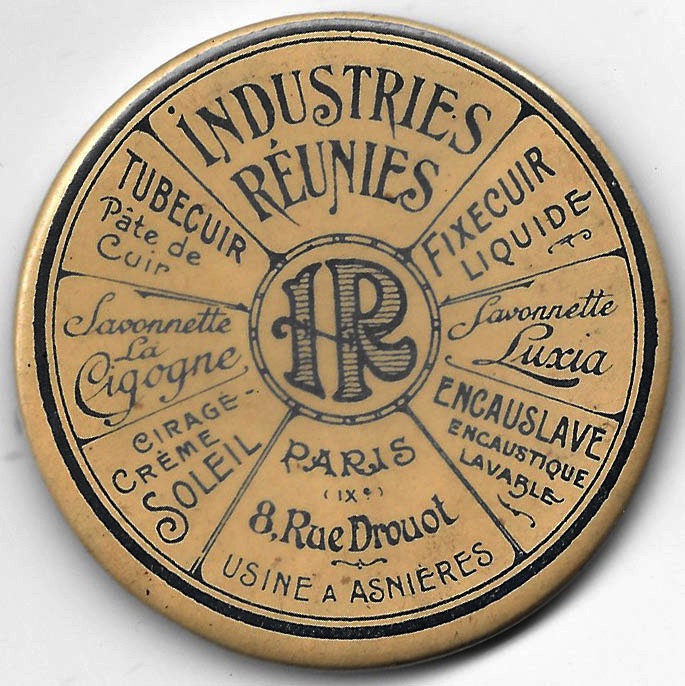 INDUSTRIES
RÉUNIES
TUBECUIR
Pâte de
Cuir
FIXECUIR
LIQUIDE
IR
Savonnette
La
Cigogne
Savonnette
Luxia
CIRAGE-
CRÈME
SOLEIL
ENCAUSLAVE
ENCAUSTIQUE
LAVABLE
PARIS
(IXe)
8, Rue Drouot
USINE A ASNIÈRES